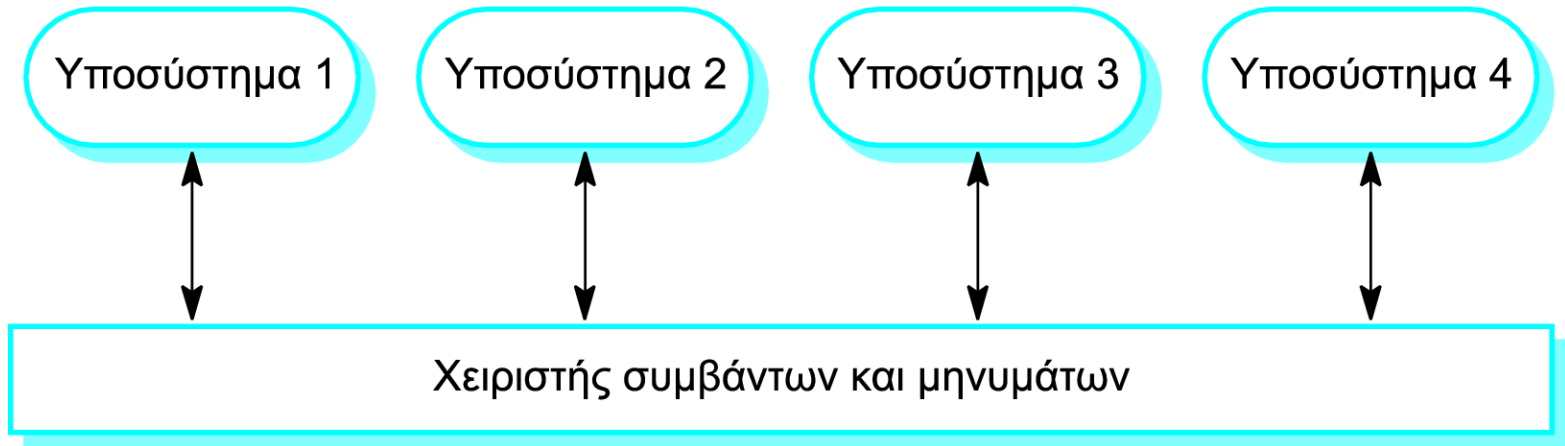 Υποσύστημα 1
Υποσύστημα 2
Υποσύστημα 3
Υποσύστημα 4
Χειριστής συμβάντων και μηνυμάτων